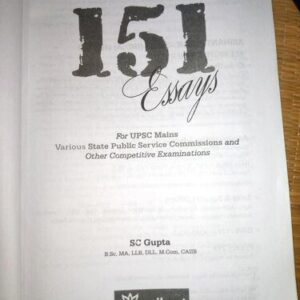 151
Essays
For UPSC Mains
Various State Public Service Commissions and
Other Competitive Examinations
SC Gupta
B.Sc, MA, LLB, DLL, M.Com, CAIIB